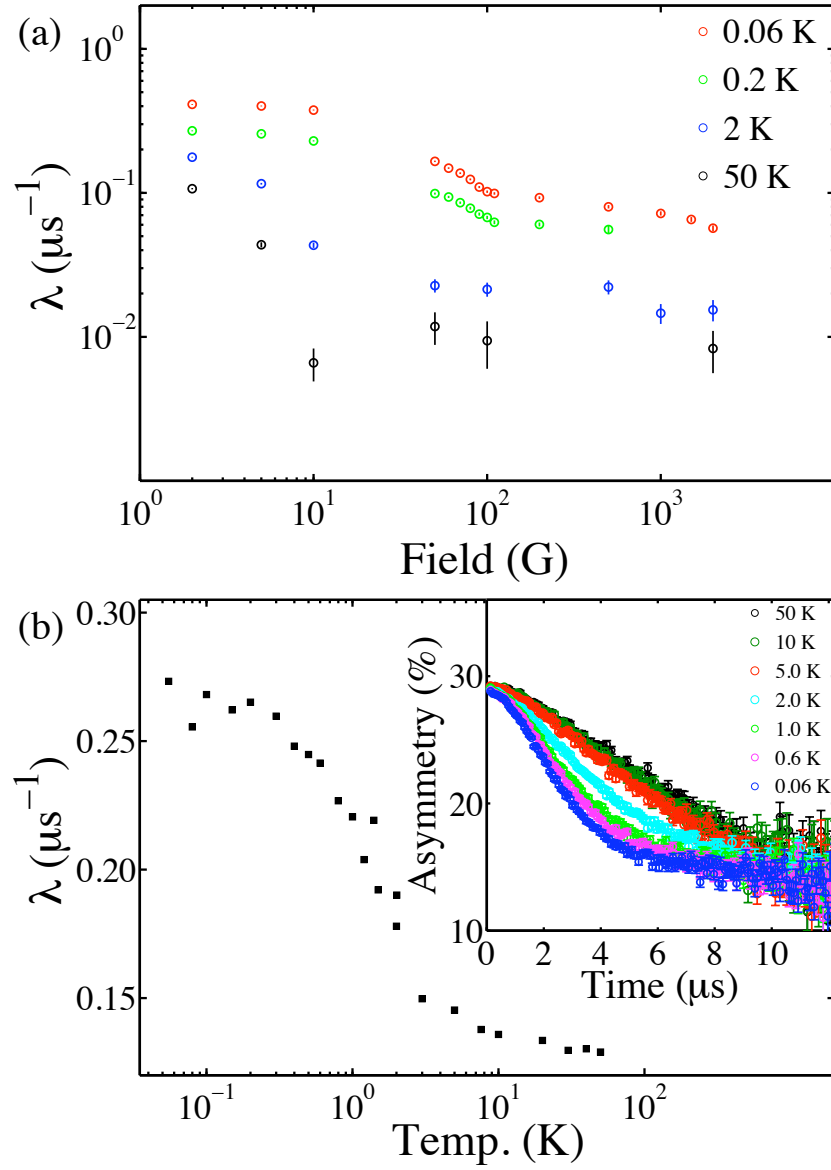 (a)
10⁰
10⁻¹
10⁻²
λ (μs⁻¹)
0.06 K
0.2 K
2 K
50 K
10⁰ 10¹ 10² 10³
Field (G)
(b)
0.30
0.25
0.20
0.15
λ (μs⁻¹)
10⁻¹ 10⁰ 10¹ 10²
Temp. (K)
30
20
10
Asymmetry (%)
50 K
10 K
5.0 K
2.0 K
1.0 K
0.6 K
0.06 K
0 2 4 6 8 10
Time (μs)